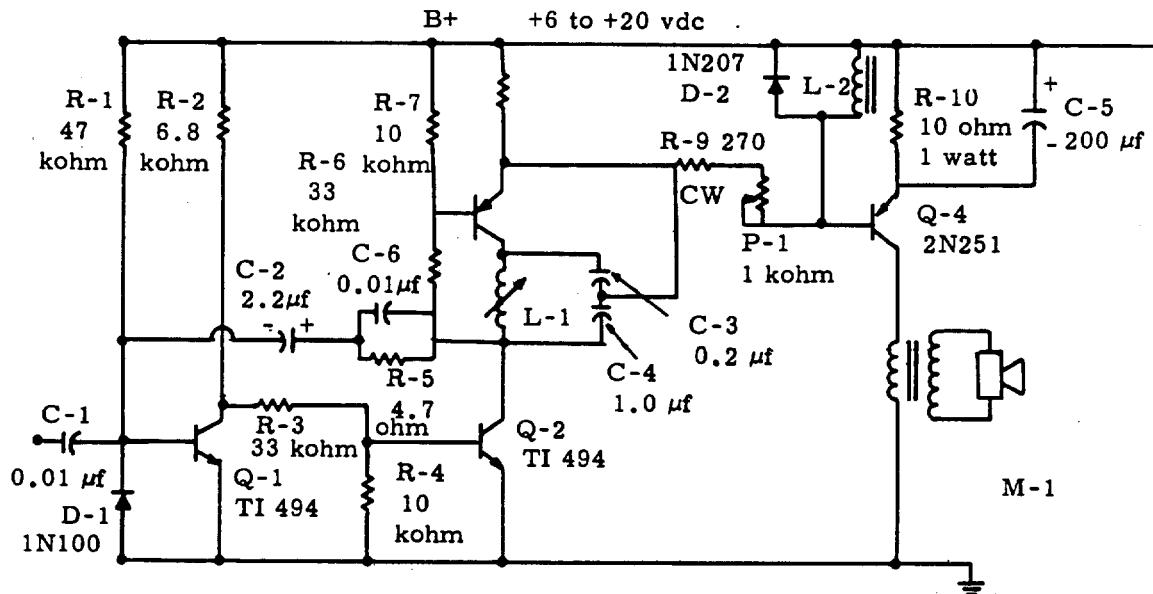 B+ +6 to +20 vdc
R-1
47
kohm
R-2
6.8
kohm
R-7
10
kohm
R-6
33
kohm
1N207
D-2
L-2
R-10
10 ohm
1 watt
+
C-5
- 200 μf
R-9 270
CW
P-1
1 kohm
Q-4
2N251
C-2
2.2μf
- +
C-6
0.01μf
L-1
C-3
0.2 μf
C-4
1.0 μf
R-5
4.7
ohm
C-1
0.01 μf
R-3
33 kohm
Q-1
TI 494
Q-2
TI 494
R-4
10
kohm
D-1
1N100
M-1